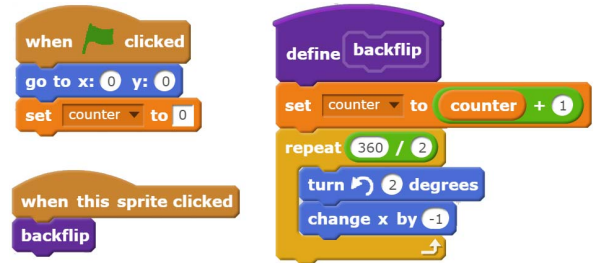 when clicked
go to x: 0 y: 0
set counter to 0
when this sprite clicked
backflip
define backflip
set counter to counter + 1
repeat 360 / 2
turn 2 degrees
change x by -1